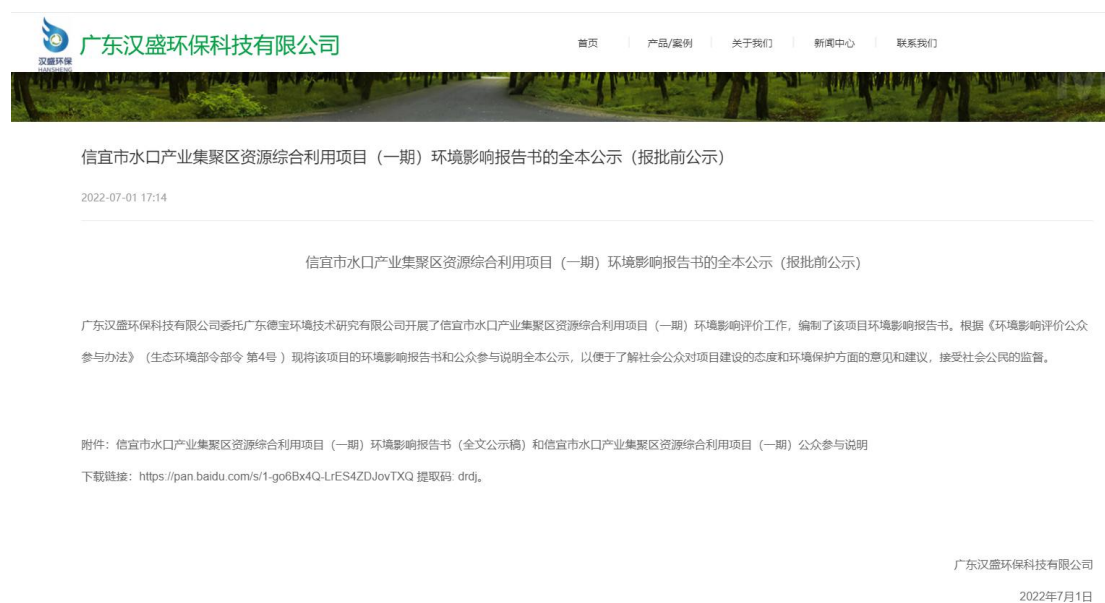 广东汉盛环保科技有限公司
首页 产品/案例 关于我们 新闻中心 联系我们
汉盛环保
HANSHENG
信宜市水口产业集聚区资源综合利用项目（一期）环境影响报告书的全本公示（报批前公示）
2022-07-01 17:14
信宜市水口产业集聚区资源综合利用项目（一期）环境影响报告书的全本公示（报批前公示）
广东汉盛环保科技有限公司委托广东德宝环境技术研究有限公司开展了信宜市水口产业集聚区资源综合利用项目（一期）环境影响评价工作，编制了该项目环境影响报告书。根据《环境影响评价公众
参与办法》（生态环境部令部令 第4号 ）现将该项目的环境影响报告书和公众参与说明全本公示，以便于了解社会公众对项目建设的态度和环境保护方面的意见和建议，接受社会公民的监督。
附件：信宜市水口产业集聚区资源综合利用项目（一期）环境影响报告书（全文公示稿）和信宜市水口产业集聚区资源综合利用项目（一期）公众参与说明
下载链接：https://pan.baidu.com/s/1-go6Bx4Q-LrES4ZDJovTXQ 提取码: drdj。
广东汉盛环保科技有限公司
2022年7月1日